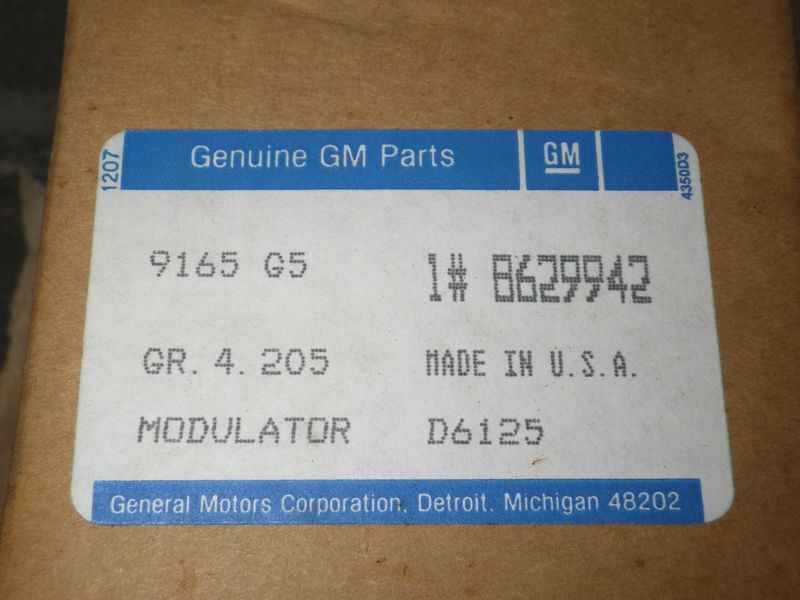 1207
Genuine GM Parts
GM
4350D3
9165 G5
1# 8629942
GR. 4. 205
MADE IN U.S.A.
MODULATOR
D6125
General Motors Corporation, Detroit, Michigan 48202